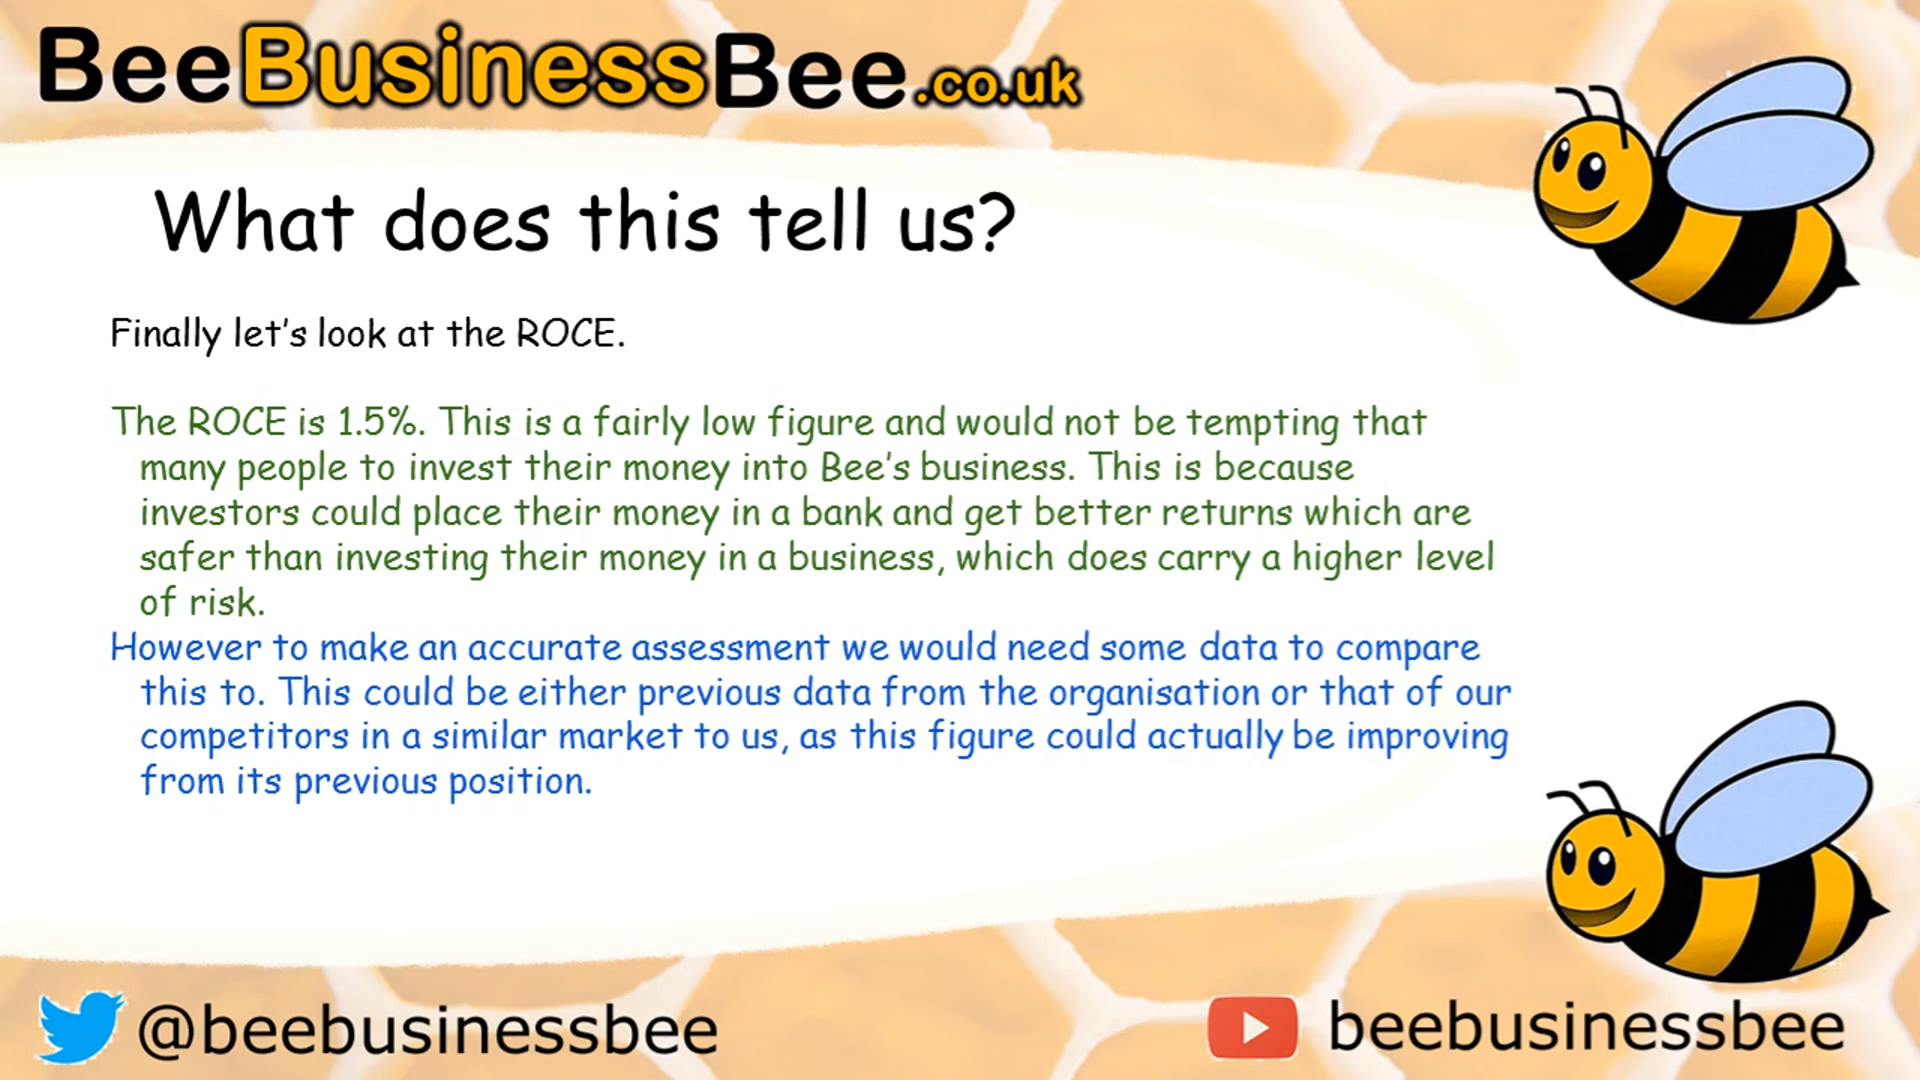 BeeBusinessBee.co.uk
What does this tell us?
Finally let's look at the ROCE.
The ROCE is 1.5%. This is a fairly low figure and would not be tempting that
many people to invest their money into Bee's business. This is because
investors could place their money in a bank and get better returns which are
safer than investing their money in a business, which does carry a higher level
of risk.
However to make an accurate assessment we would need some data to compare
this to. This could be either previous data from the organisation or that of our
competitors in a similar market to us, as this figure could actually be improving
from its previous position.
@beebusinessbee
beebusinessbee